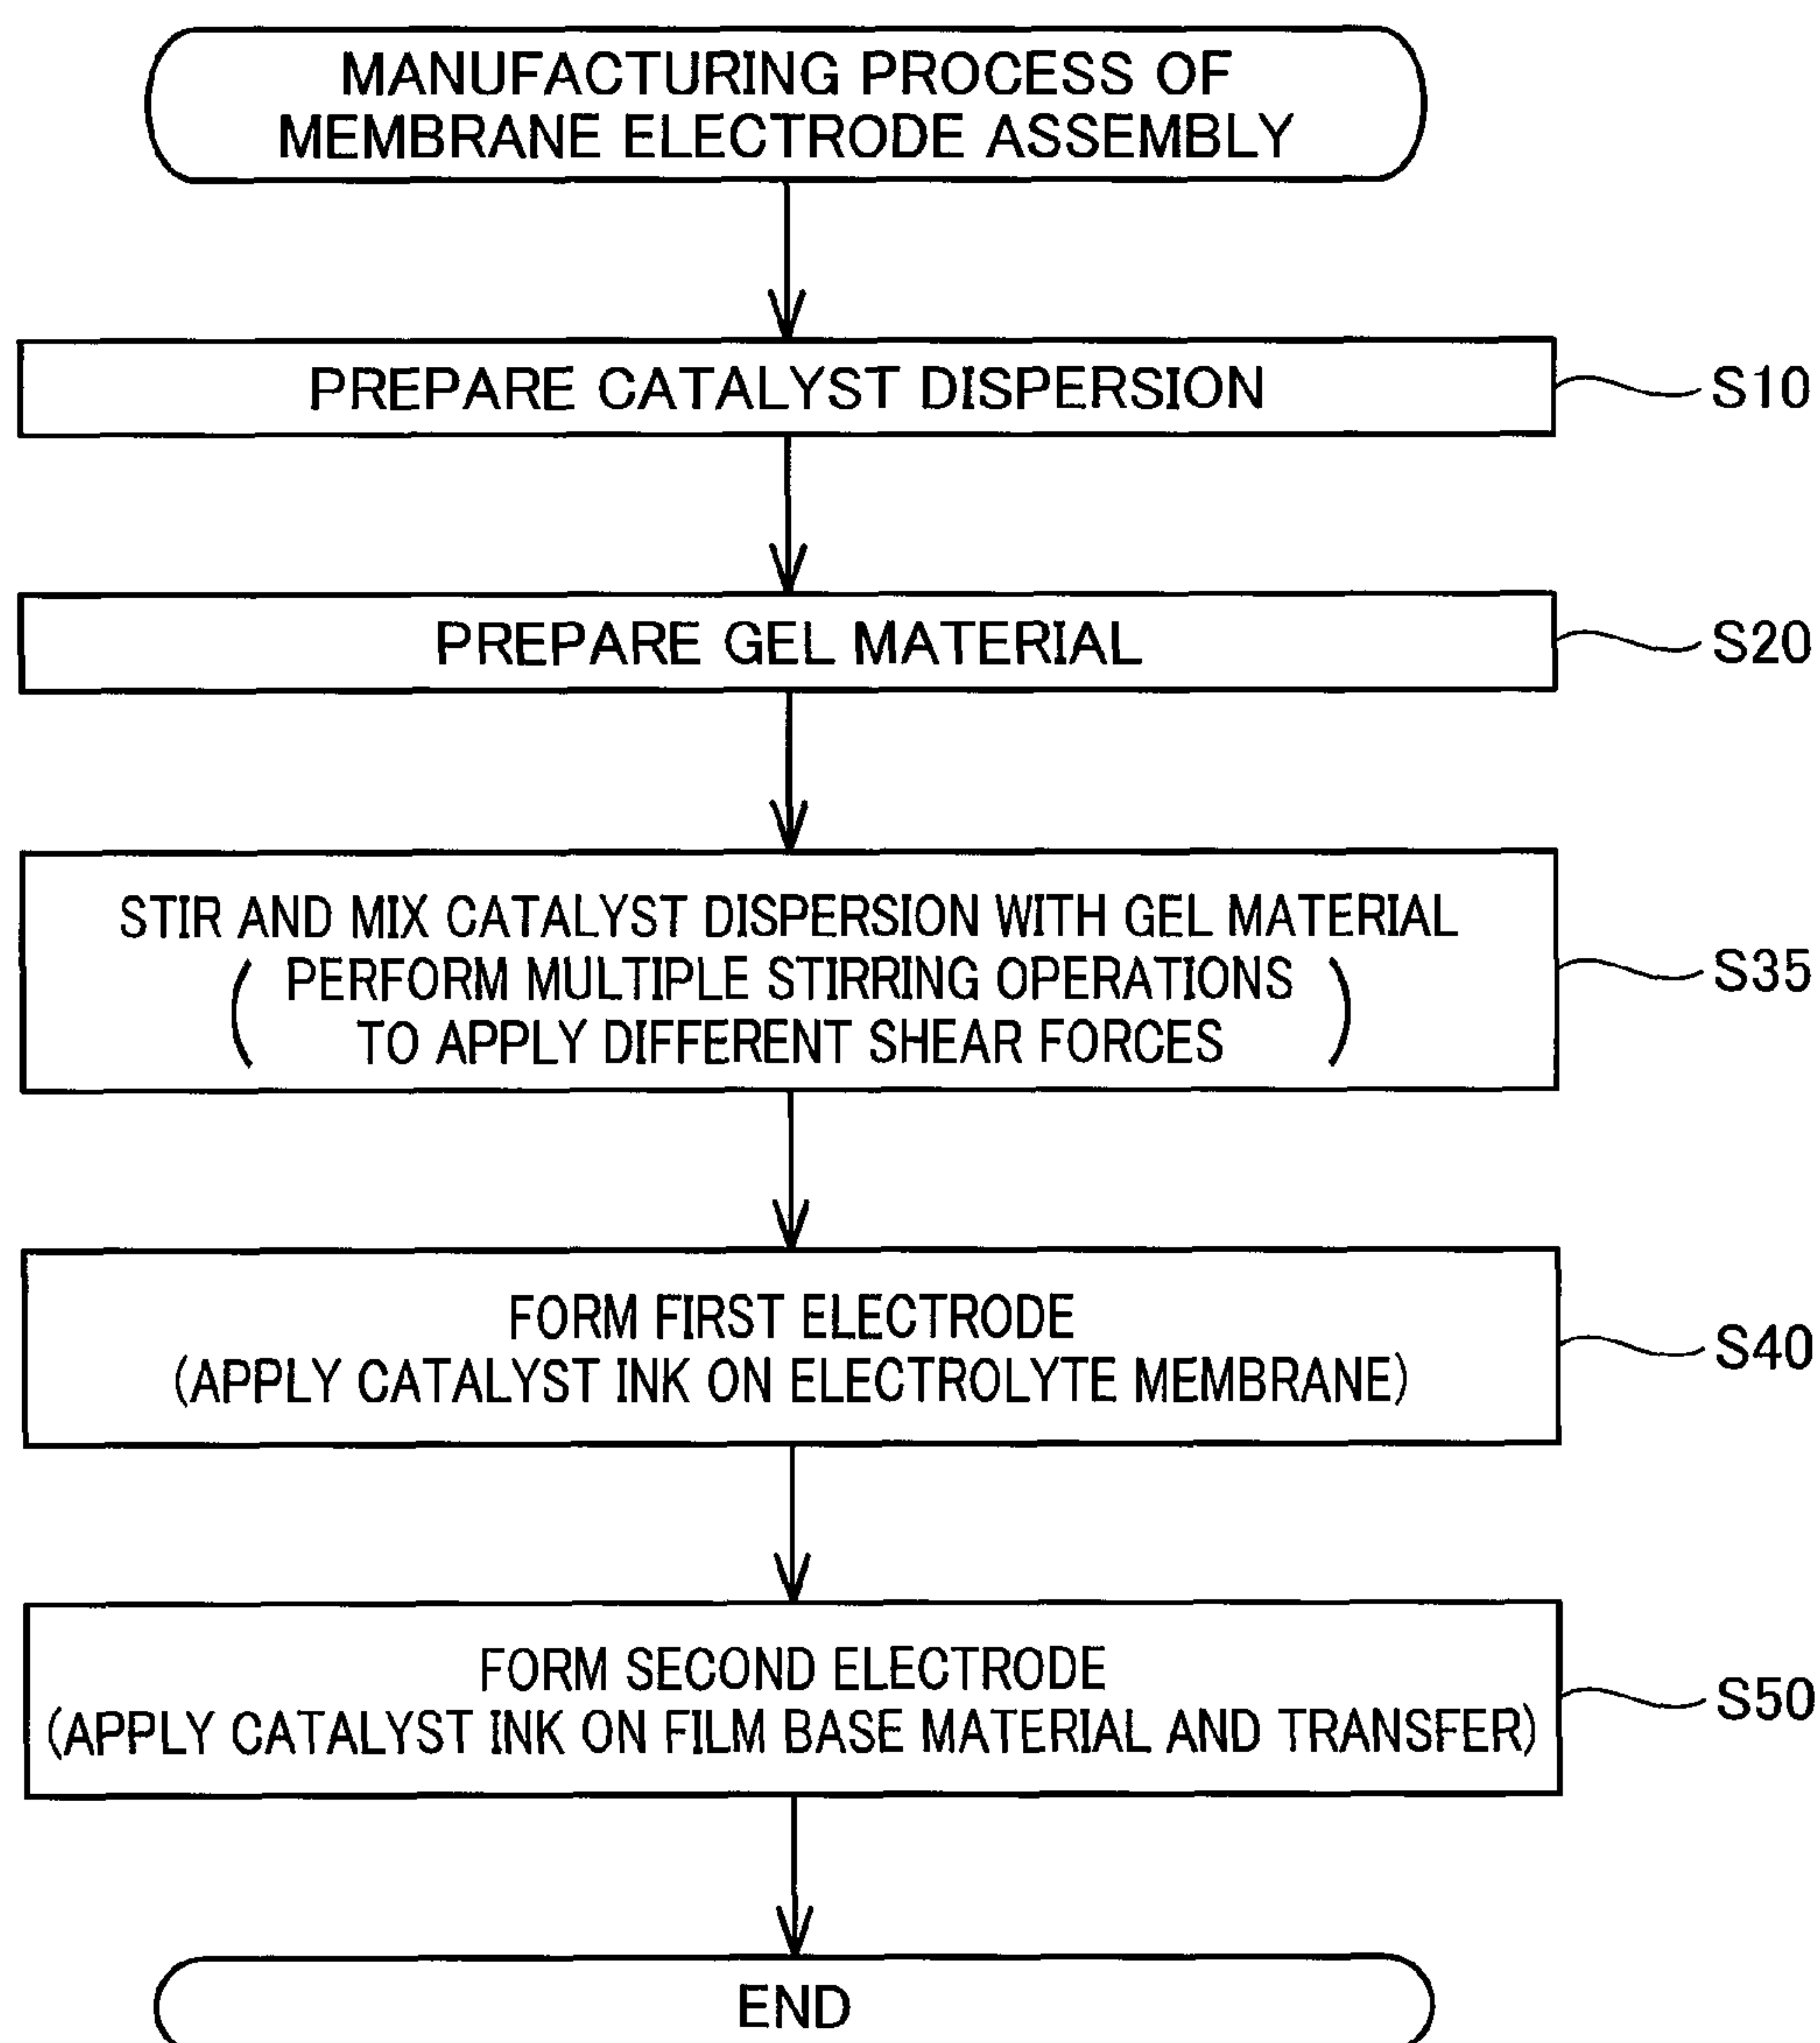 MANUFACTURING PROCESS OF
MEMBRANE ELECTRODE ASSEMBLY
PREPARE CATALYST DISPERSION
S10
PREPARE GEL MATERIAL
S20
STIR AND MIX CATALYST DISPERSION WITH GEL MATERIAL
( PERFORM MULTIPLE STIRRING OPERATIONS
TO APPLY DIFFERENT SHEAR FORCES )
S35
FORM FIRST ELECTRODE
(APPLY CATALYST INK ON ELECTROLYTE MEMBRANE)
S40
FORM SECOND ELECTRODE
(APPLY CATALYST INK ON FILM BASE MATERIAL AND TRANSFER)
S50
END